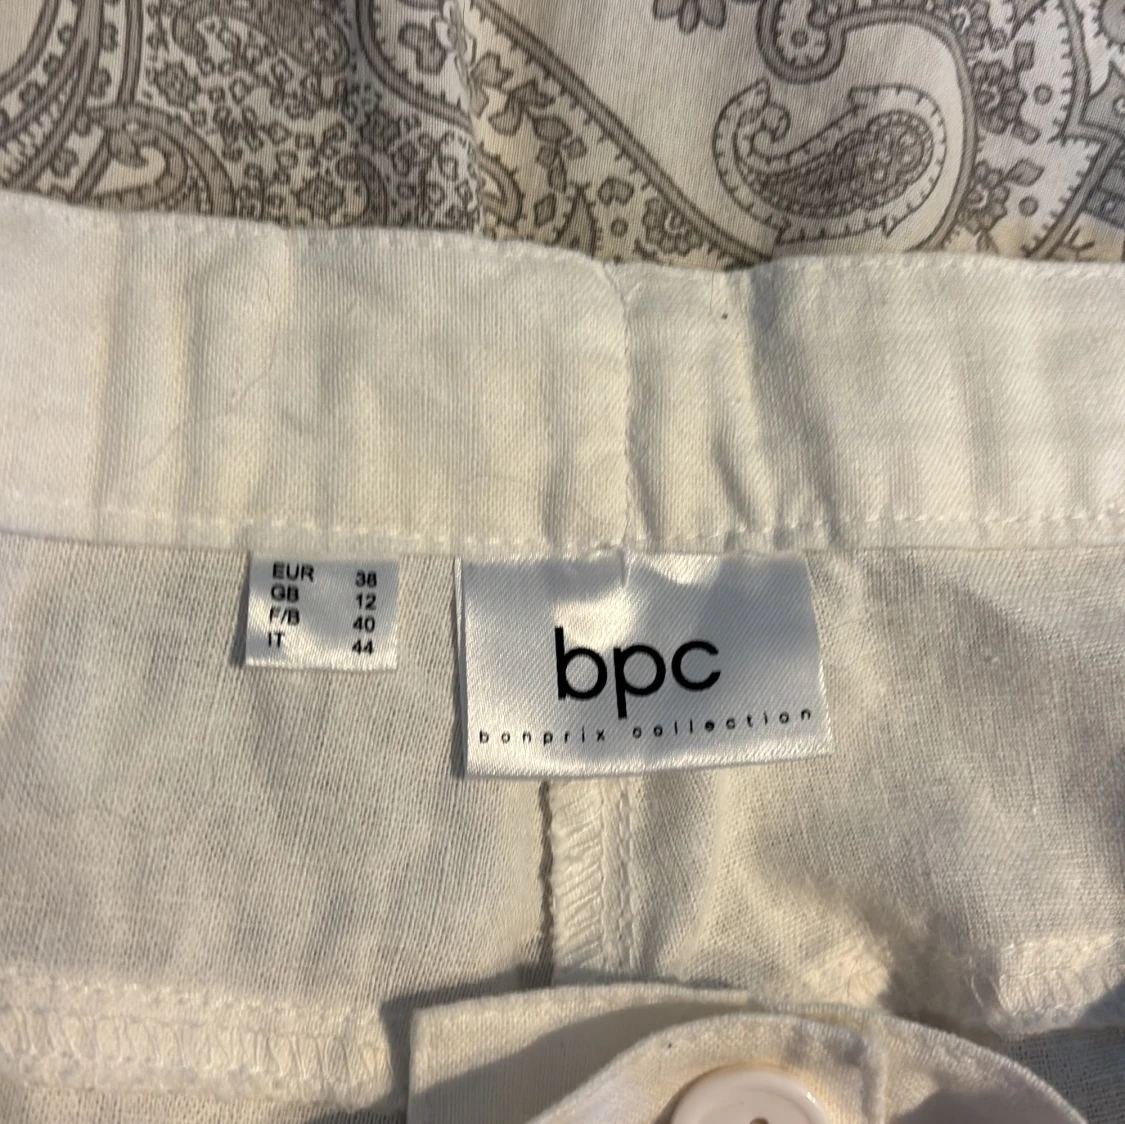 EUR 38
GB 12
F/B 40
IT 44
bpc
bonprix collection